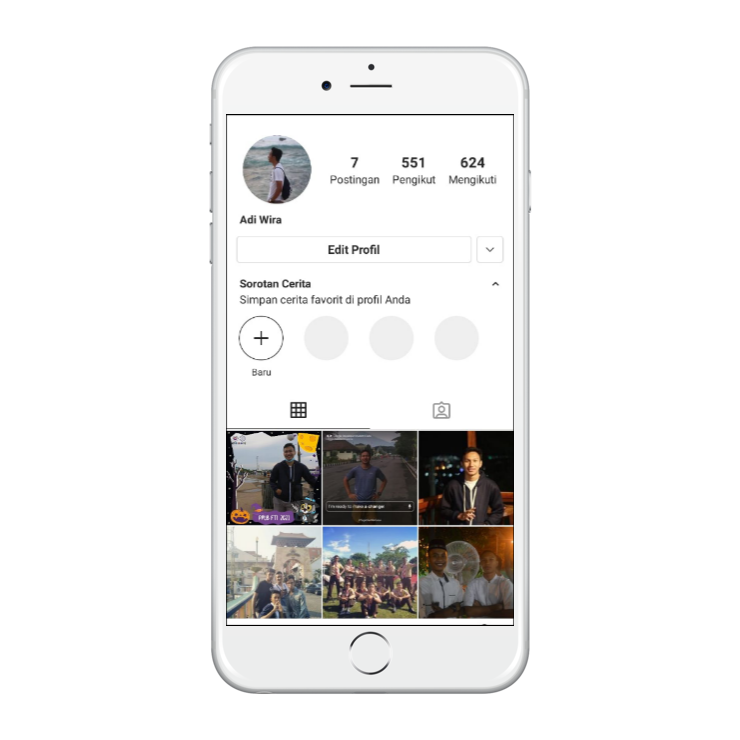 7
551
624
Postingan
Pengikut
Mengikuti
Adi Wira
Edit Profil
Sorotan Cerita
Simpan cerita favorit di profil Anda
Baru
I'm ready to make a change!
PPLB FTI 2021